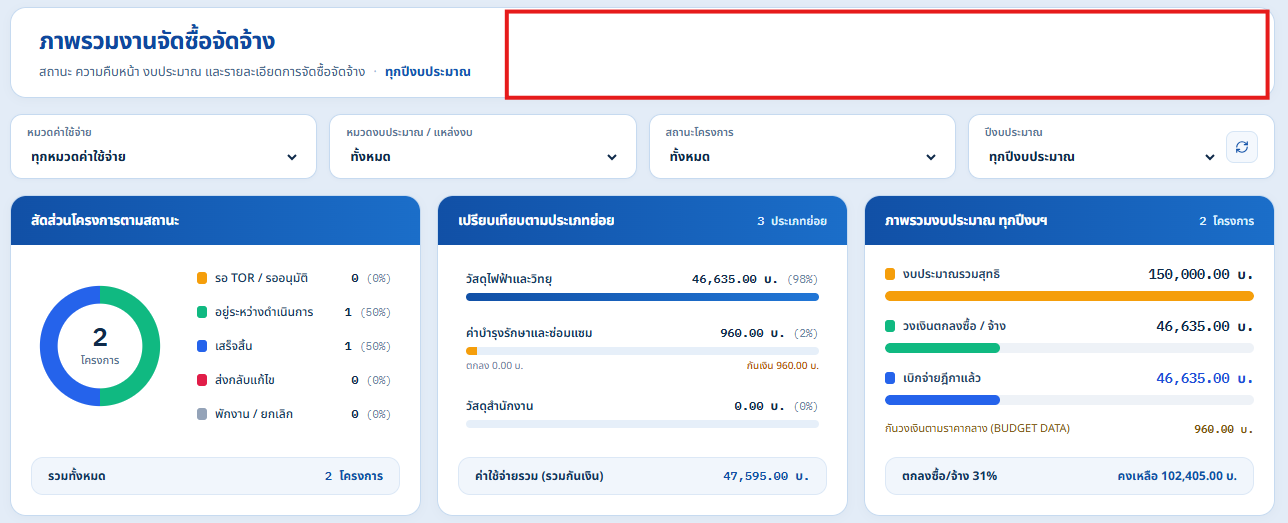 ภาพรวมงานจัดซื้อจัดจ้าง
สถานะ ความคืบหน้า งบประมาณ และรายละเอียดการจัดซื้อจัดจ้าง · ทุกปีงบประมาณ
หมวดค่าใช้จ่าย
ทุกหมวดค่าใช้จ่าย
หมวดงบประมาณ / แหล่งงบ
ทั้งหมด
สถานะโครงการ
ทั้งหมด
ปีงบประมาณ
ทุกปีงบประมาณ
สัดส่วนโครงการตามสถานะ
2
โครงการ
รอ TOR / รออนุมัติ 0 (0%)
อยู่ระหว่างดำเนินการ 1 (50%)
เสร็จสิ้น 1 (50%)
ส่งกลับแก้ไข 0 (0%)
พักงาน / ยกเลิก 0 (0%)
รวมทั้งหมด 2 โครงการ
เปรียบเทียบตามประเภทย่อย 3 ประเภทย่อย
วัสดุไฟฟ้าและวิทยุ 46,635.00 บ. (98%)
ค่าบำรุงรักษาและซ่อมแซม 960.00 บ. (2%)
ตกลง 0.00 บ. กันเงิน 960.00 บ.
วัสดุสำนักงาน 0.00 บ. (0%)
ค่าใช้จ่ายรวม (รวมกันเงิน) 47,595.00 บ.
ภาพรวมงบประมาณ ทุกปีงบฯ 2 โครงการ
งบประมาณรวมสุทธิ 150,000.00 บ.
วงเงินตกลงซื้อ / จ้าง 46,635.00 บ.
เบิกจ่ายฎีกาแล้ว 46,635.00 บ.
กันวงเงินตามราคากลาง (BUDGET DATA) 960.00 บ.
ตกลงซื้อ/จ้าง 31% คงเหลือ 102,405.00 บ.